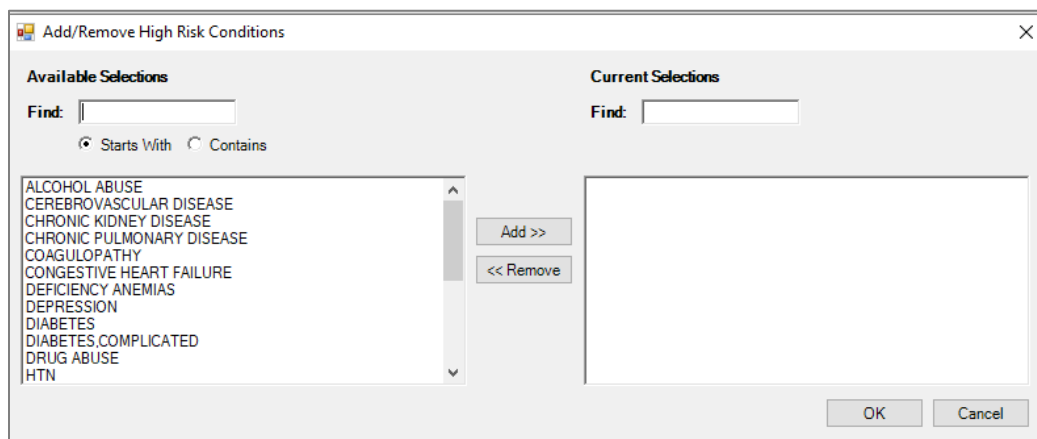 Add/Remove High Risk Conditions
Available Selections
Find:
Starts With
Contains
ALCOHOL ABUSE
CEREBROVASCULAR DISEASE
CHRONIC KIDNEY DISEASE
CHRONIC PULMONARY DISEASE
COAGULOPATHY
CONGESTIVE HEART FAILURE
DEFICIENCY ANEMIAS
DEPRESSION
DIABETES
DIABETES,COMPLICATED
DRUG ABUSE
HTN
Add >>
<< Remove
Current Selections
Find:
OK
Cancel